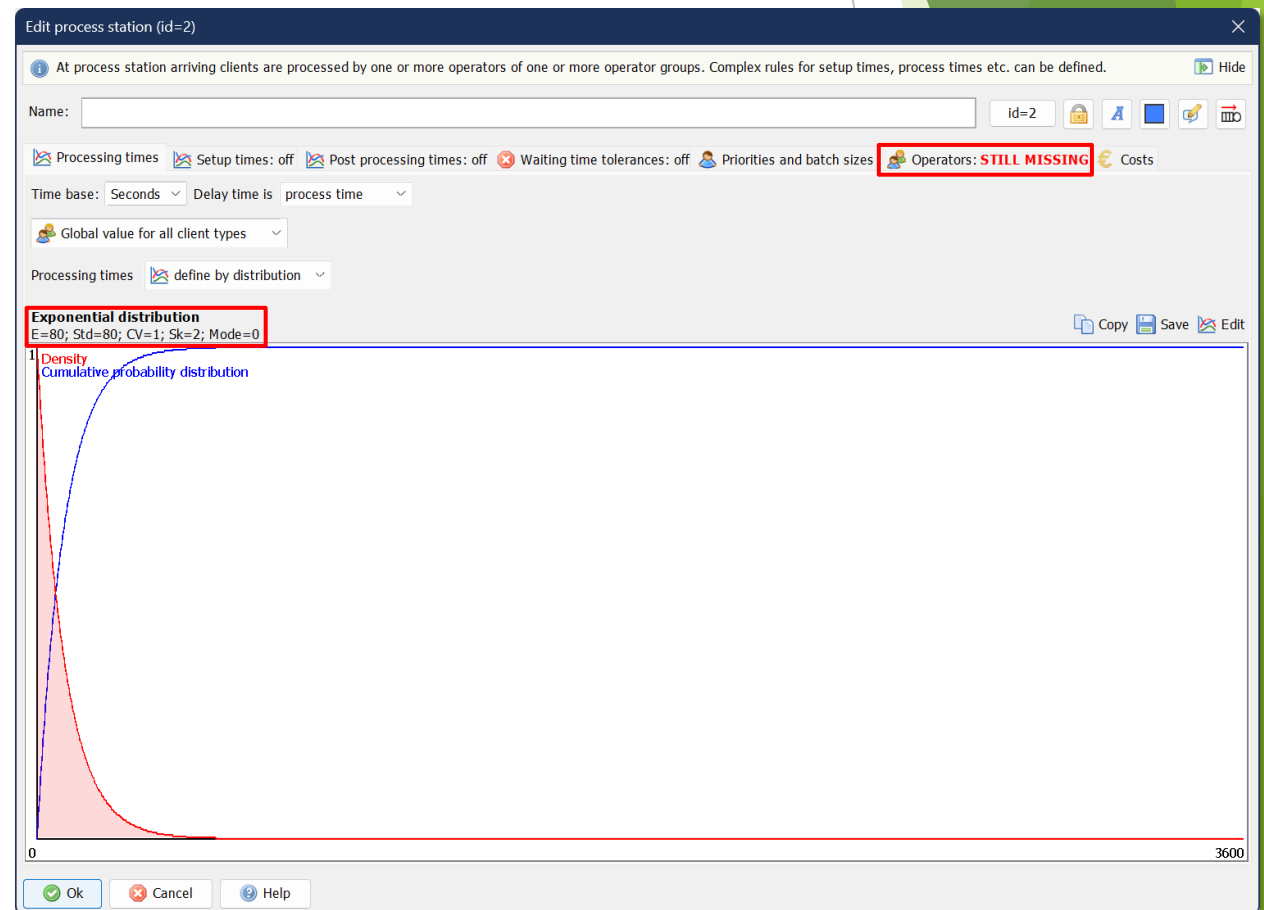 Edit process station (id=2)
At process station arriving clients are processed by one or more operators of one or more operator groups. Complex rules for setup times, process times etc. can be defined. Hide
Name: id=2 A
Processing times Setup times: off Post processing times: off Waiting time tolerances: off Priorities and batch sizes Operators: STILL MISSING € Costs
Time base: Seconds Delay time is process time
Global value for all client types
Processing times define by distribution
Exponential distribution
E=80; Std=80; CV=1; Sk=2; Mode=0 Copy Save Edit
1 Density
Cumulative probability distribution
0 3600
Ok Cancel Help